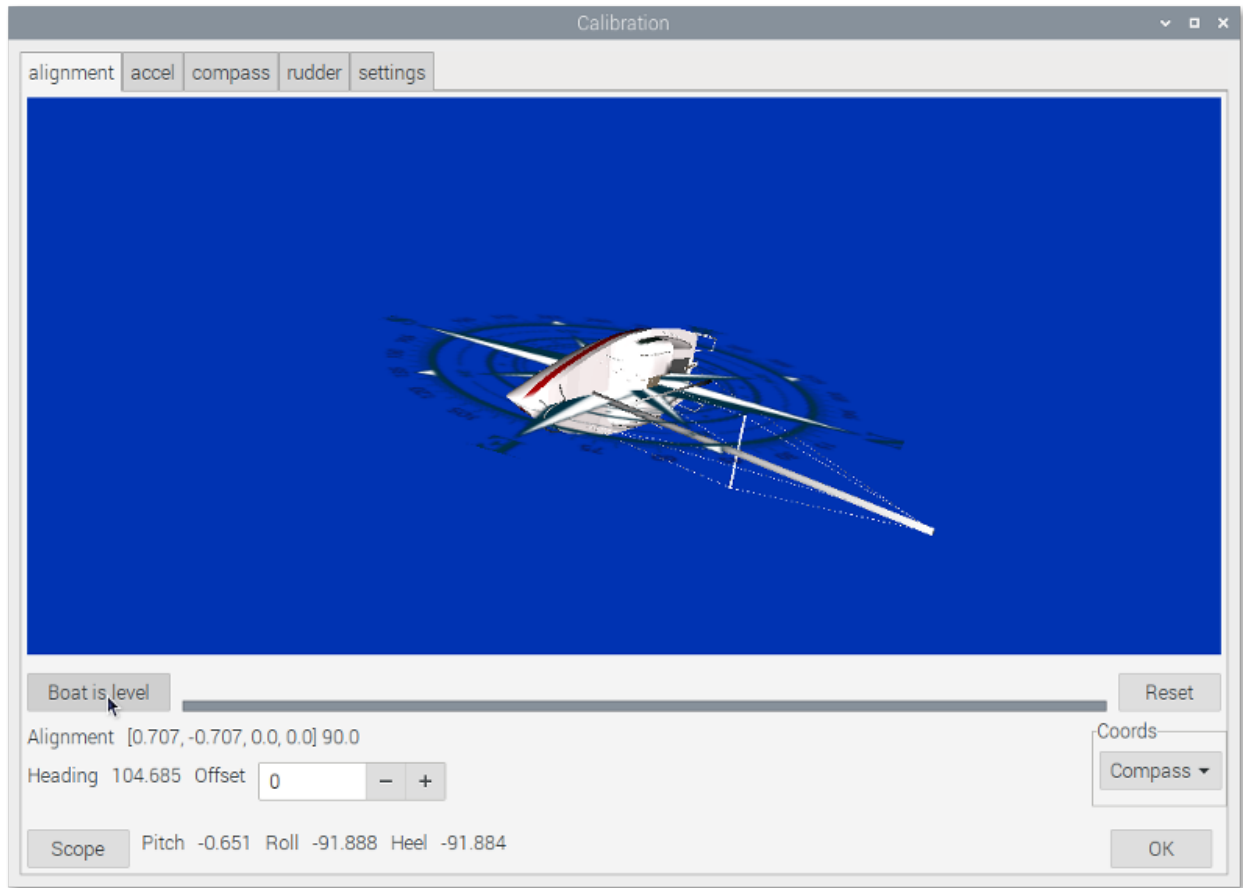 Calibration
alignment accel compass rudder settings
Boat is level
Reset
Alignment [0.707, -0.707, 0.0, 0.0] 90.0
Coords
Heading 104.685 Offset 0 − +
Compass
Scope Pitch -0.651 Roll -91.888 Heel -91.884
OK